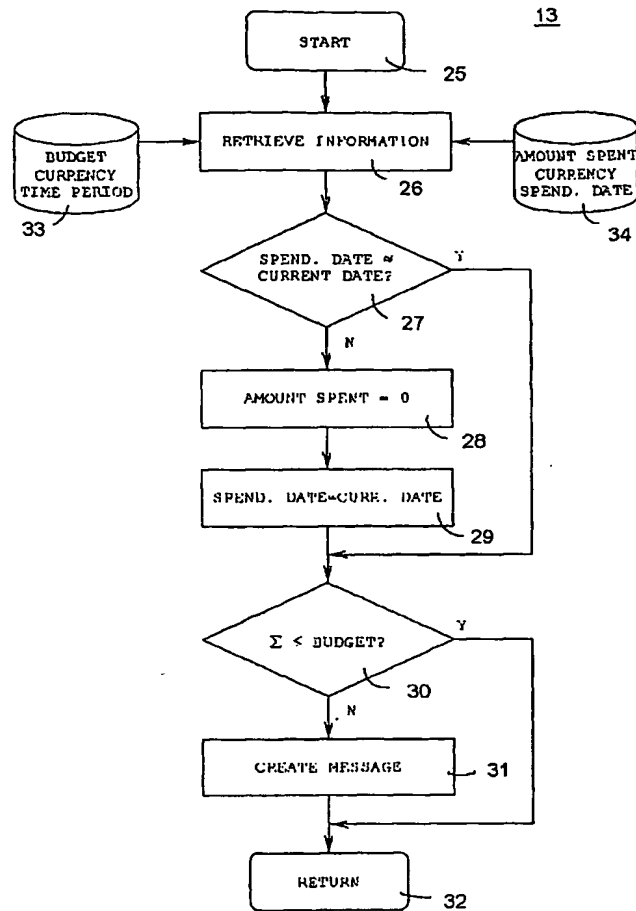 13
START
25
BUDGET
CURRENCY
TIME PERIOD
33
RETRIEVE INFORMATION
26
AMOUNT SPENT
CURRENCY
SPEND. DATE
34
SPEND. DATE ≈
CURRENT DATE?
27
Y
N
AMOUNT SPENT = 0
28
SPEND. DATE=CURR. DATE
29
Σ < BUDGET?
30
Y
N
CREATE MESSAGE
31
RETURN
32